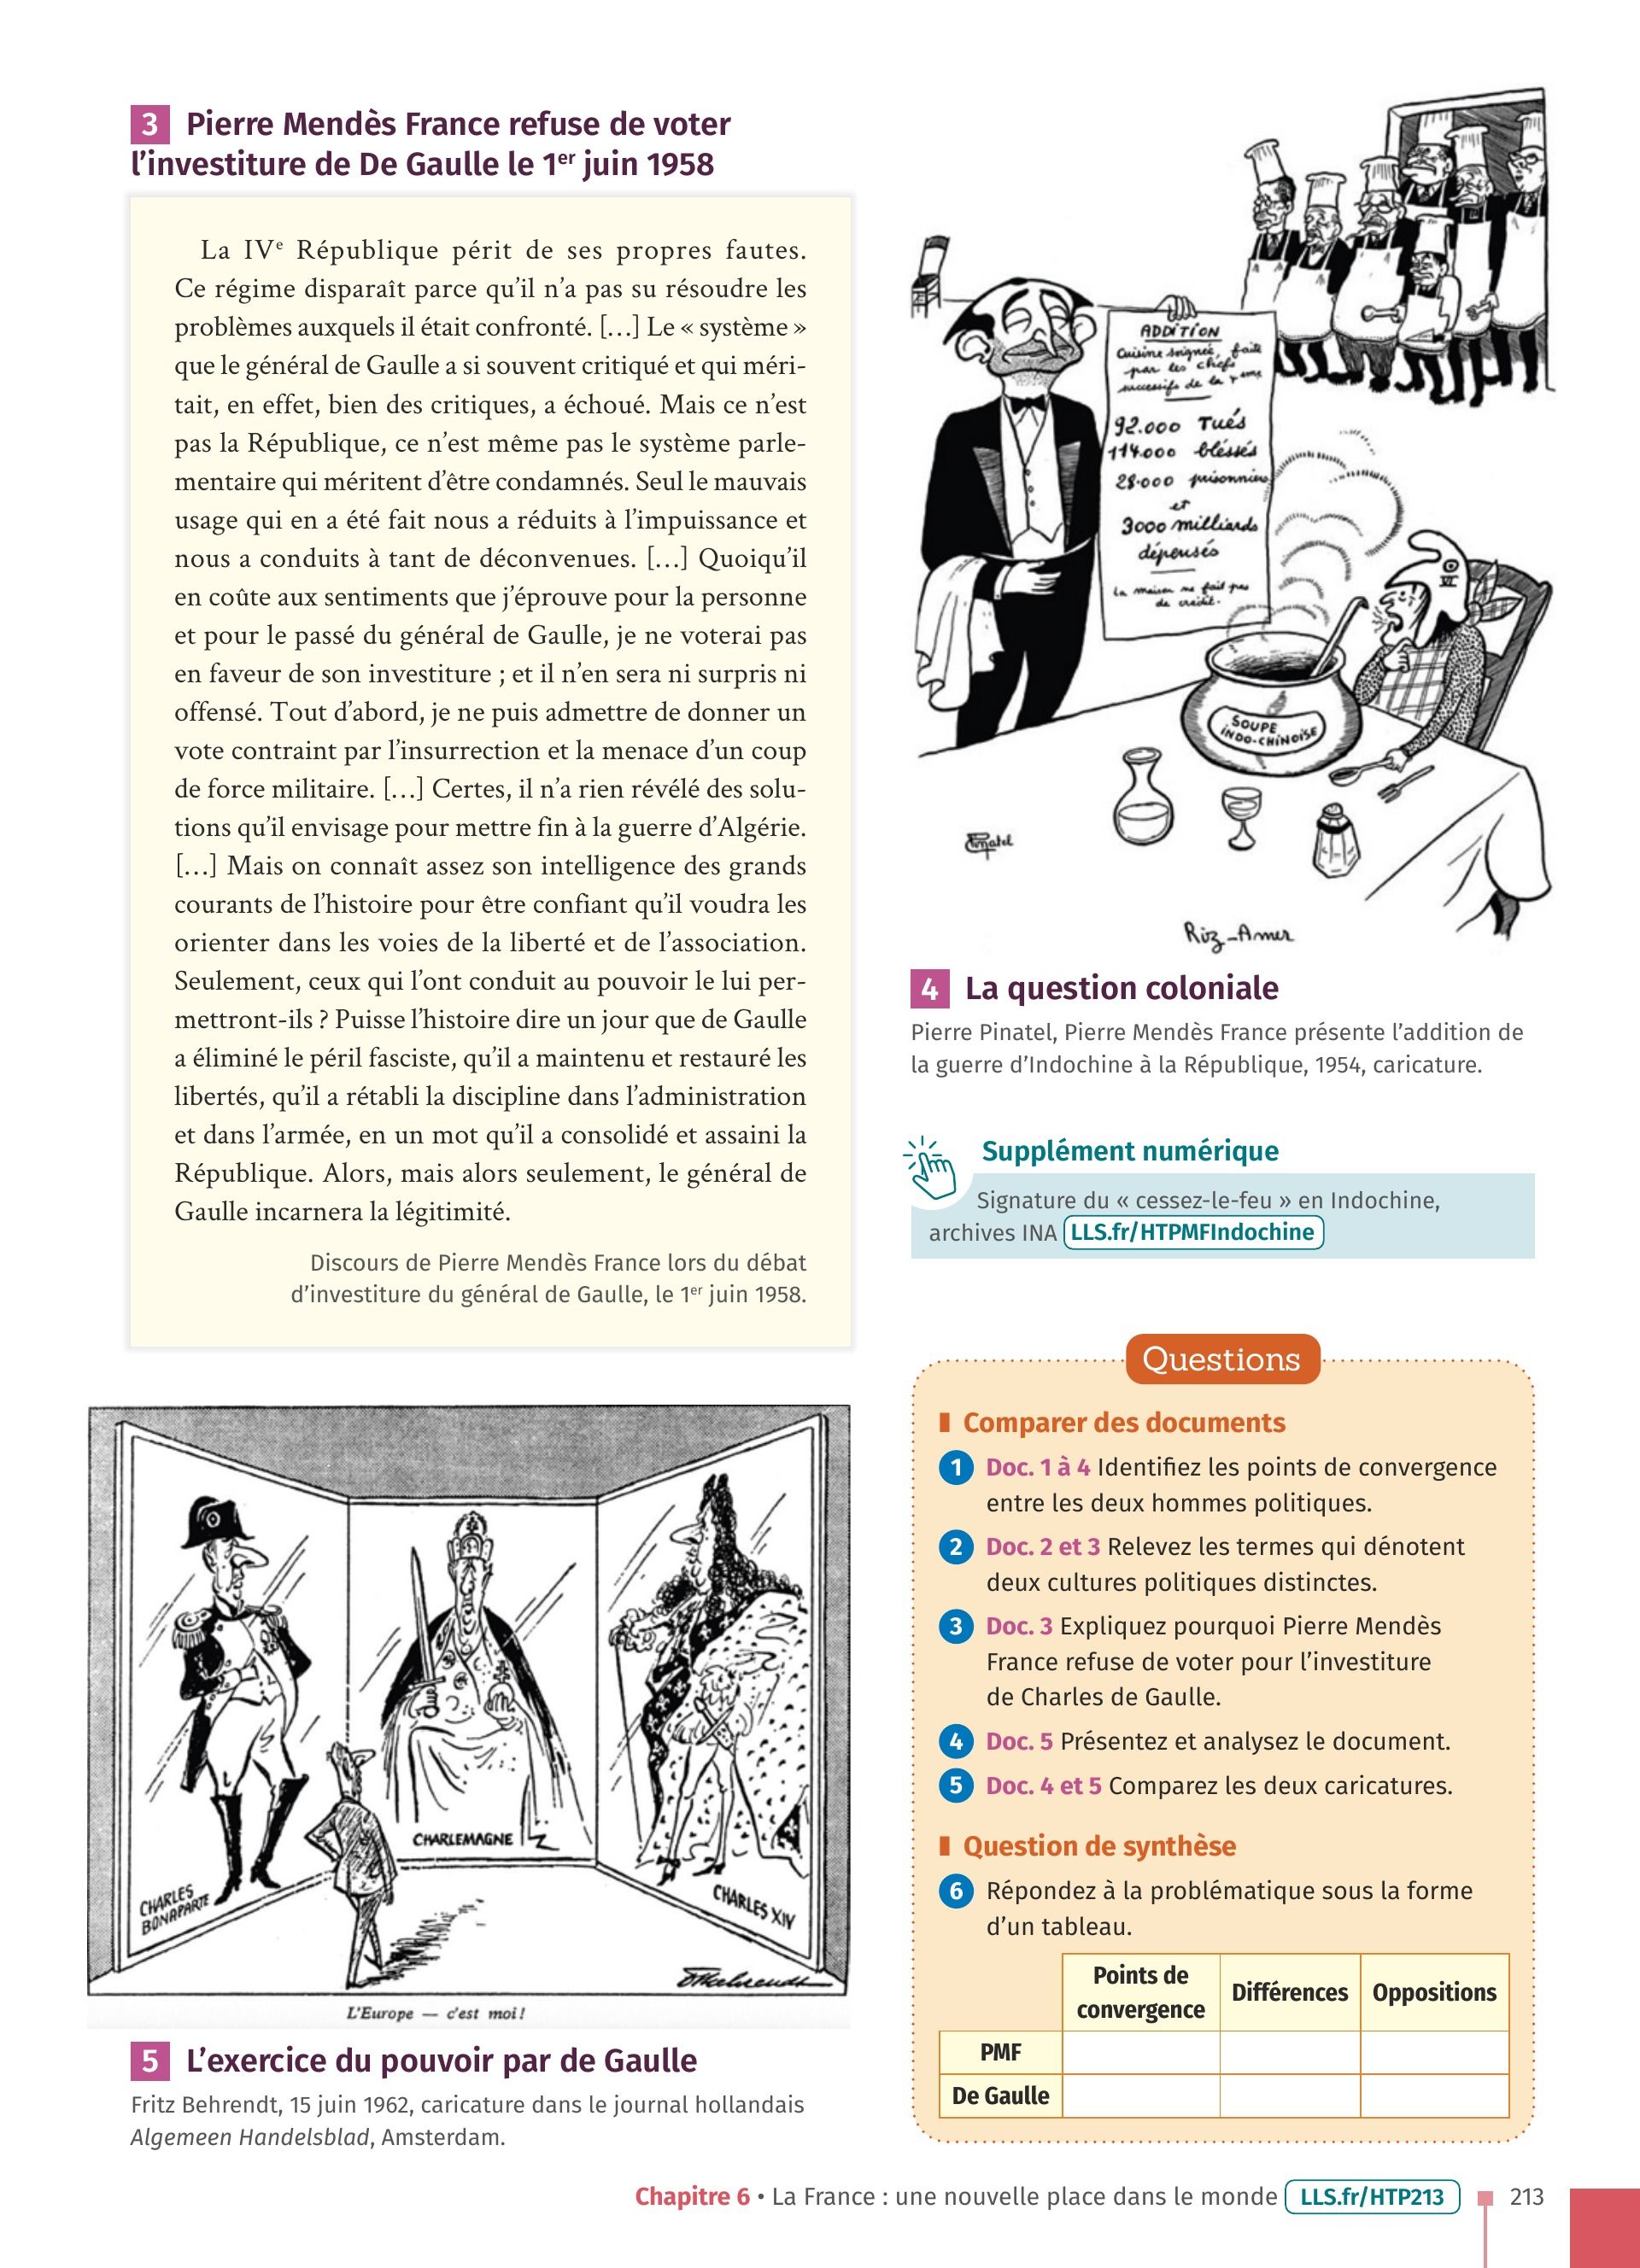 3 Pierre Mendès France refuse de voter
l'investiture de De Gaulle le 1er juin 1958
La IVe République périt de ses propres fautes.
Ce régime disparaît parce qu'il n'a pas su résoudre les
problèmes auxquels il était confronté. […] Le « système »
que le général de Gaulle a si souvent critiqué et qui méri-
tait, en effet, bien des critiques, a échoué. Mais ce n'est
pas la République, ce n'est même pas le système parle-
mentaire qui méritent d'être condamnés. Seul le mauvais
usage qui en a été fait nous a réduits à l'impuissance et
nous a conduits à tant de déconvenues. […] Quoiqu'il
en coûte aux sentiments que j'éprouve pour la personne
et pour le passé du général de Gaulle, je ne voterai pas
en faveur de son investiture ; et il n'en sera ni surpris ni
offensé. Tout d'abord, je ne puis admettre de donner un
vote contraint par l'insurrection et la menace d'un coup
de force militaire. […] Certes, il n'a rien révélé des solu-
tions qu'il envisage pour mettre fin à la guerre d'Algérie.
[…] Mais on connaît assez son intelligence des grands
courants de l'histoire pour être confiant qu'il voudra les
orienter dans les voies de la liberté et de l'association.
Seulement, ceux qui l'ont conduit au pouvoir le lui per-
mettront-ils ? Puisse l'histoire dire un jour que de Gaulle
a éliminé le péril fasciste, qu'il a maintenu et restauré les
libertés, qu'il a rétabli la discipline dans l'administration
et dans l'armée, en un mot qu'il a consolidé et assaini la
République. Alors, mais alors seulement, le général de
Gaulle incarnera la légitimité.
Discours de Pierre Mendès France lors du débat
d'investiture du général de Gaulle, le 1er juin 1958.
CHARLES
BONAPARTE
CHARLEMAGNE
CHARLES XIV
L'Europe — c'est moi !
5 L'exercice du pouvoir par de Gaulle
Fritz Behrendt, 15 juin 1962, caricature dans le journal hollandais
Algemeen Handelsblad, Amsterdam.
ADDITION
Cuisine soignée, faite
par les chefs
successifs de la
92.000 Tués
114.000 bléssés
28.000 prisonniers
et
3000 milliards
dépensés
La maison ne fait pas
de crédit.
SOUPE
INDO-CHINOISE
Pinatel
Riz-Amer
4 La question coloniale
Pierre Pinatel, Pierre Mendès France présente l'addition de
la guerre d'Indochine à la République, 1954, caricature.
Supplément numérique
Signature du « cessez-le-feu » en Indochine,
archives INA LLS.fr/HTPMFIndochine
Questions
Comparer des documents
1 Doc. 1 à 4 Identifiez les points de convergence
entre les deux hommes politiques.
2 Doc. 2 et 3 Relevez les termes qui dénotent
deux cultures politiques distinctes.
3 Doc. 3 Expliquez pourquoi Pierre Mendès
France refuse de voter pour l'investiture
de Charles de Gaulle.
4 Doc. 5 Présentez et analysez le document.
5 Doc. 4 et 5 Comparez les deux caricatures.
Question de synthèse
6 Répondez à la problématique sous la forme
d'un tableau.
Points de
convergence
Différences
Oppositions
PMF
De Gaulle
Chapitre 6 • La France : une nouvelle place dans le monde LLS.fr/HTP213 213